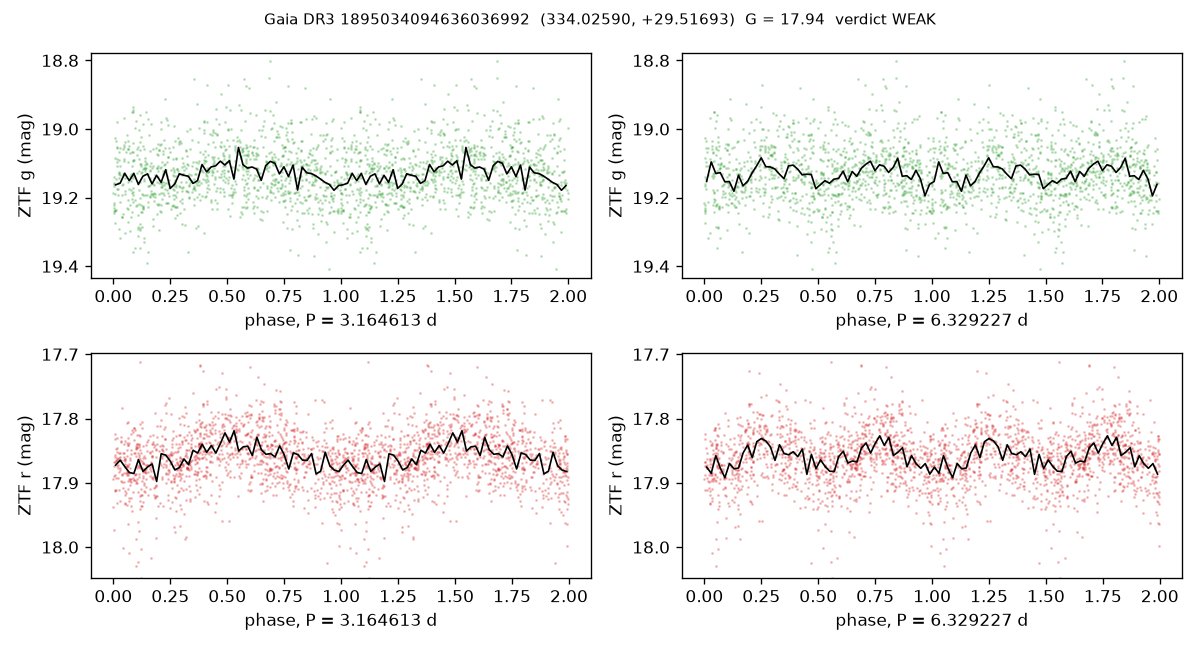 Gaia DR3 1895034094636036992  (334.02590, +29.51693)  G = 17.94  verdict WEAK
18.8
19.0
19.2
19.4
ZTF g (mag)
0.00 0.25 0.50 0.75 1.00 1.25 1.50 1.75 2.00
phase, P = 3.164613 d
18.8
19.0
19.2
19.4
ZTF g (mag)
0.00 0.25 0.50 0.75 1.00 1.25 1.50 1.75 2.00
phase, P = 6.329227 d
17.7
17.8
17.9
18.0
ZTF r (mag)
0.00 0.25 0.50 0.75 1.00 1.25 1.50 1.75 2.00
phase, P = 3.164613 d
17.7
17.8
17.9
18.0
ZTF r (mag)
0.00 0.25 0.50 0.75 1.00 1.25 1.50 1.75 2.00
phase, P = 6.329227 d